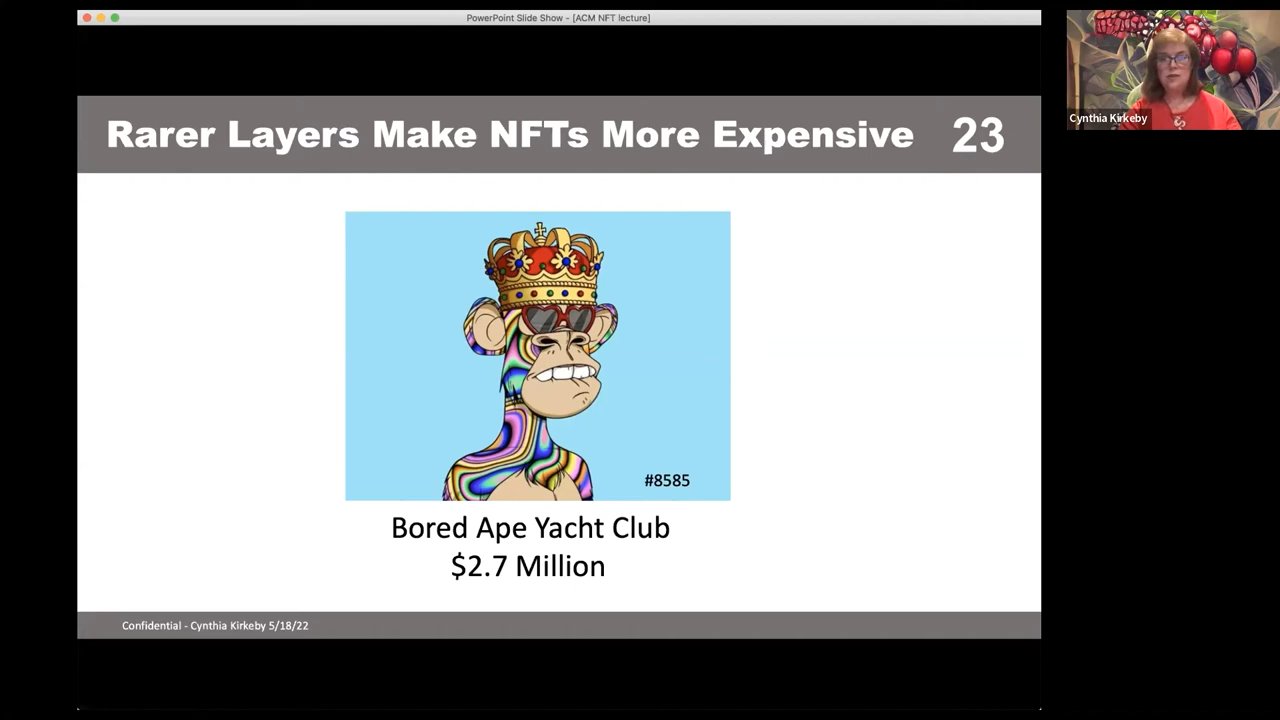 PowerPoint Slide Show - [ACM NFT lecture]
Rarer Layers Make NFTs More Expensive 23
#8585
Bored Ape Yacht Club
$2.7 Million
Confidential - Cynthia Kirkeby 5/18/22
Cynthia Kirkeby